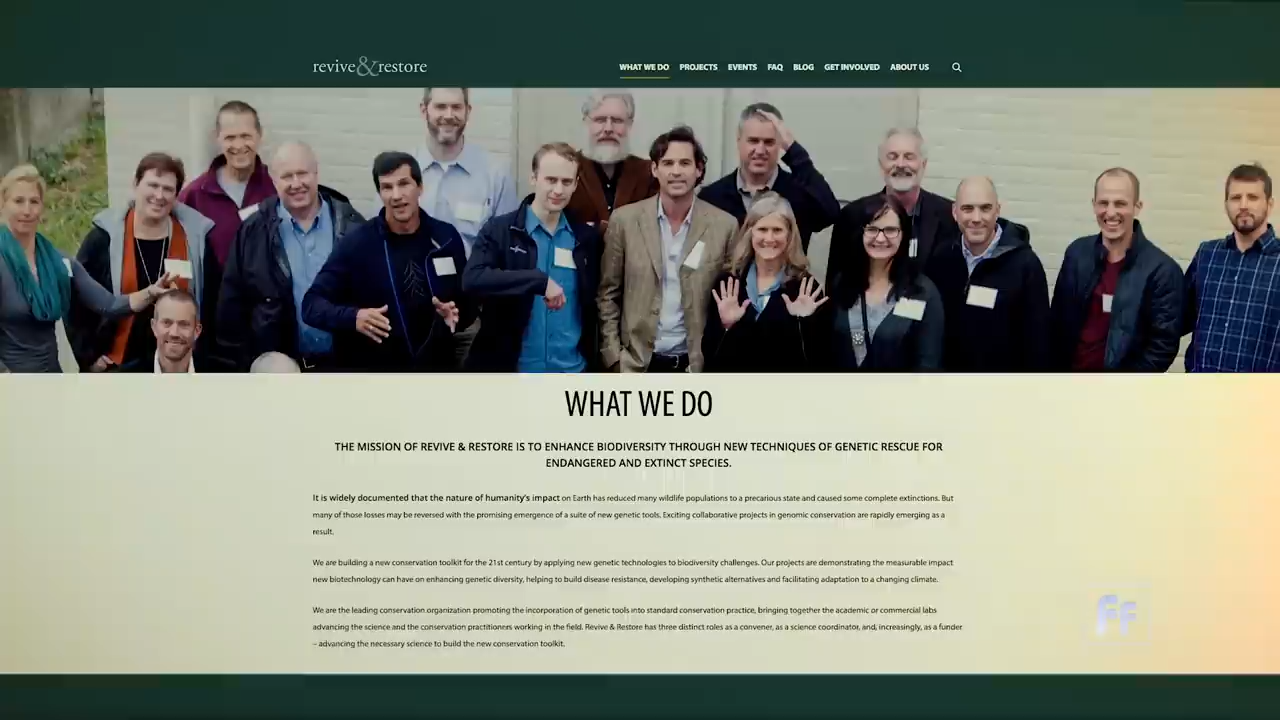 revive&restore
WHAT WE DO PROJECTS EVENTS FAQ BLOG GET INVOLVED ABOUT US
WHAT WE DO
THE MISSION OF REVIVE & RESTORE IS TO ENHANCE BIODIVERSITY THROUGH NEW TECHNIQUES OF GENETIC RESCUE FOR
ENDANGERED AND EXTINCT SPECIES.
It is widely documented that the nature of humanity's impact on Earth has reduced many wildlife populations to a precarious state and caused some complete extinctions. But
many of those losses may be reversed with the promising emergence of a suite of new genetic tools. Exciting collaborative projects in genomic conservation are rapidly emerging as a
result.
We are building a new conservation toolkit for the 21st century by applying new genetic technologies to biodiversity challenges. Our projects are demonstrating the measurable impact
new biotechnology can have on enhancing genetic diversity, helping to build disease resistance, developing synthetic alternatives and facilitating adaptation to a changing climate.
We are the leading conservation organization promoting the incorporation of genetic tools into standard conservation practice, bringing together the academic or commercial labs
advancing the science and the conservation practitioners working in the field. Revive & Restore has three distinct roles as a convener, as a science coordinator, and, increasingly, as a funder
– advancing the necessary science to build the new conservation toolkit.
FF